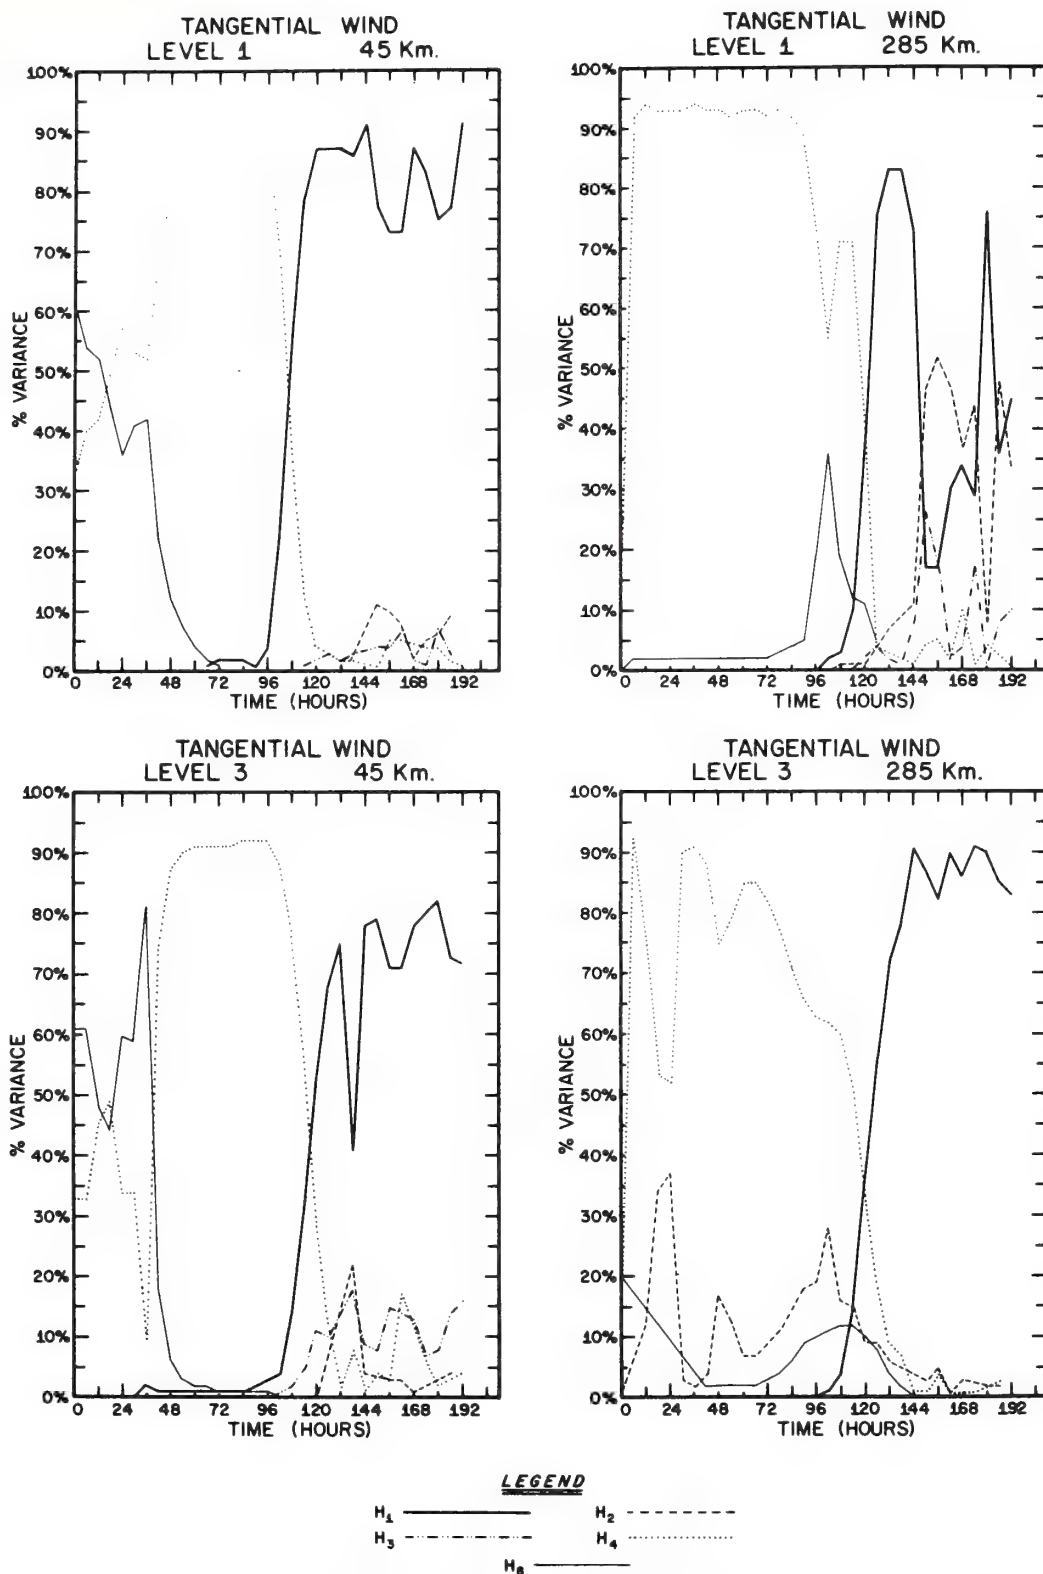 TANGENTIAL WIND
LEVEL 1 45 Km.
100%
90%
80%
70%
60%
50%
40%
30%
20%
10%
0%
% VARIANCE
0 24 48 72 96 120 144 168 192
TIME (HOURS)
TANGENTIAL WIND
LEVEL 1 285 Km.
100%
90%
80%
70%
60%
50%
40%
30%
20%
10%
0%
% VARIANCE
0 24 48 72 96 120 144 168 192
TIME (HOURS)
TANGENTIAL WIND
LEVEL 3 45 Km.
100%
90%
80%
70%
60%
50%
40%
30%
20%
10%
0%
% VARIANCE
0 24 48 72 96 120 144 168 192
TIME (HOURS)
TANGENTIAL WIND
LEVEL 3 285 Km.
100%
90%
80%
70%
60%
50%
40%
30%
20%
10%
0%
% VARIANCE
0 24 48 72 96 120 144 168 192
TIME (HOURS)
LEGEND
H₁ H₂
H₃ H₄
H₈